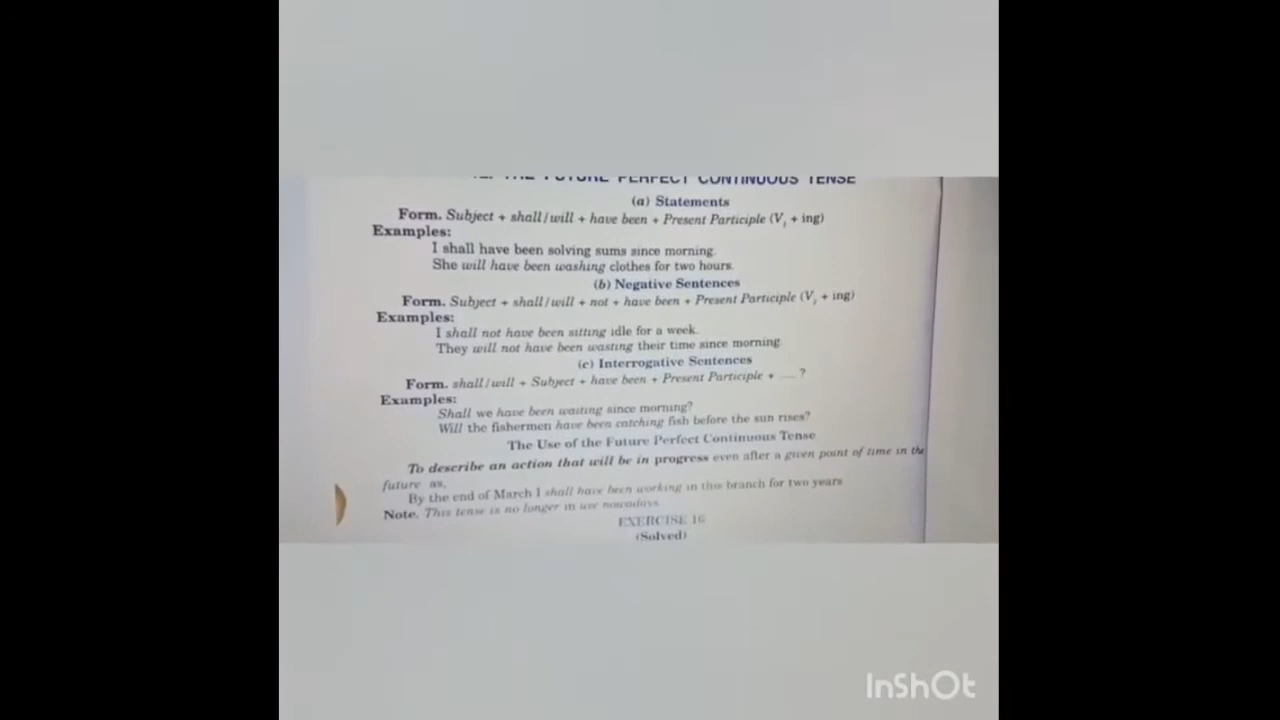 THE FUTURE PERFECT CONTINUOUS TENSE
(a) Statements
Form. Subject + shall/will + have been + Present Participle (V1 + ing)
Examples:
I shall have been solving sums since morning.
She will have been washing clothes for two hours.
(b) Negative Sentences
Form. Subject + shall/will + not + have been + Present Participle (V1 + ing)
Examples:
I shall not have been sitting idle for a week.
They will not have been wasting their time since morning.
(c) Interrogative Sentences
Form. shall/will + Subject + have been + Present Participle + .... ?
Examples:
Shall we have been waiting since morning?
Will the fishermen have been catching fish before the sun rises?
The Use of the Future Perfect Continuous Tense
To describe an action that will be in progress even after a given point of time in the
future as,
By the end of March I shall have been working in this branch for two years
Note. This tense is no longer in use nowadays.
EXERCISE 16
(Solved)
InShOt